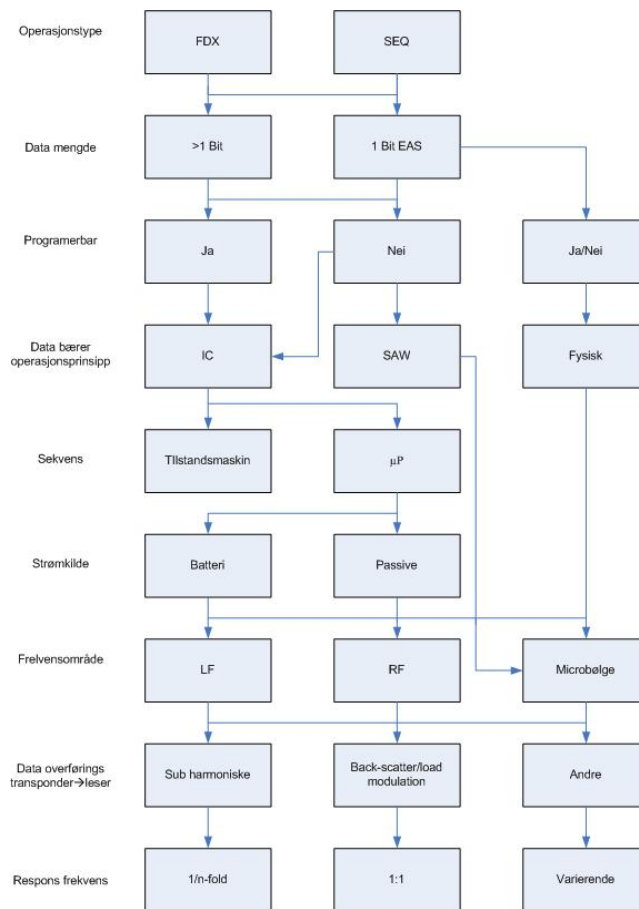 Operasjonstype
FDX
SEQ
Data mengde
>1 Bit
1 Bit EAS
Programerbar
Ja
Nei
Ja/Nei
Data bærer
operasjonsprinsipp
IC
SAW
Fysisk
Sekvens
TIlstandsmaskin
µP
Strømkilde
Batteri
Passive
Frelvensområde
LF
RF
Microbølge
Data overførings
transponder→leser
Sub harmoniske
Back-scatter/load
modulation
Andre
Respons frekvens
1/n-fold
1:1
Varierende